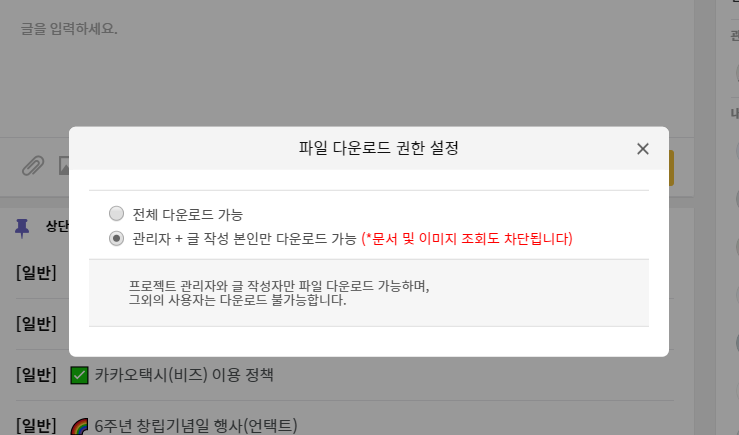 글을 입력하세요.
파일 다운로드 권한 설정
전체 다운로드 가능
관리자 + 글 작성 본인만 다운로드 가능 (*문서 및 이미지 조회도 차단됩니다)
프로젝트 관리자와 글 작성자만 파일 다운로드 가능하며,
그외의 사용자는 다운로드 불가능합니다.
상단
[일반]
[일반]
[일반] ✅ 카카오택시(비즈) 이용 정책
[일반] 🌈 6주년 창립기념일 행사(언택트)